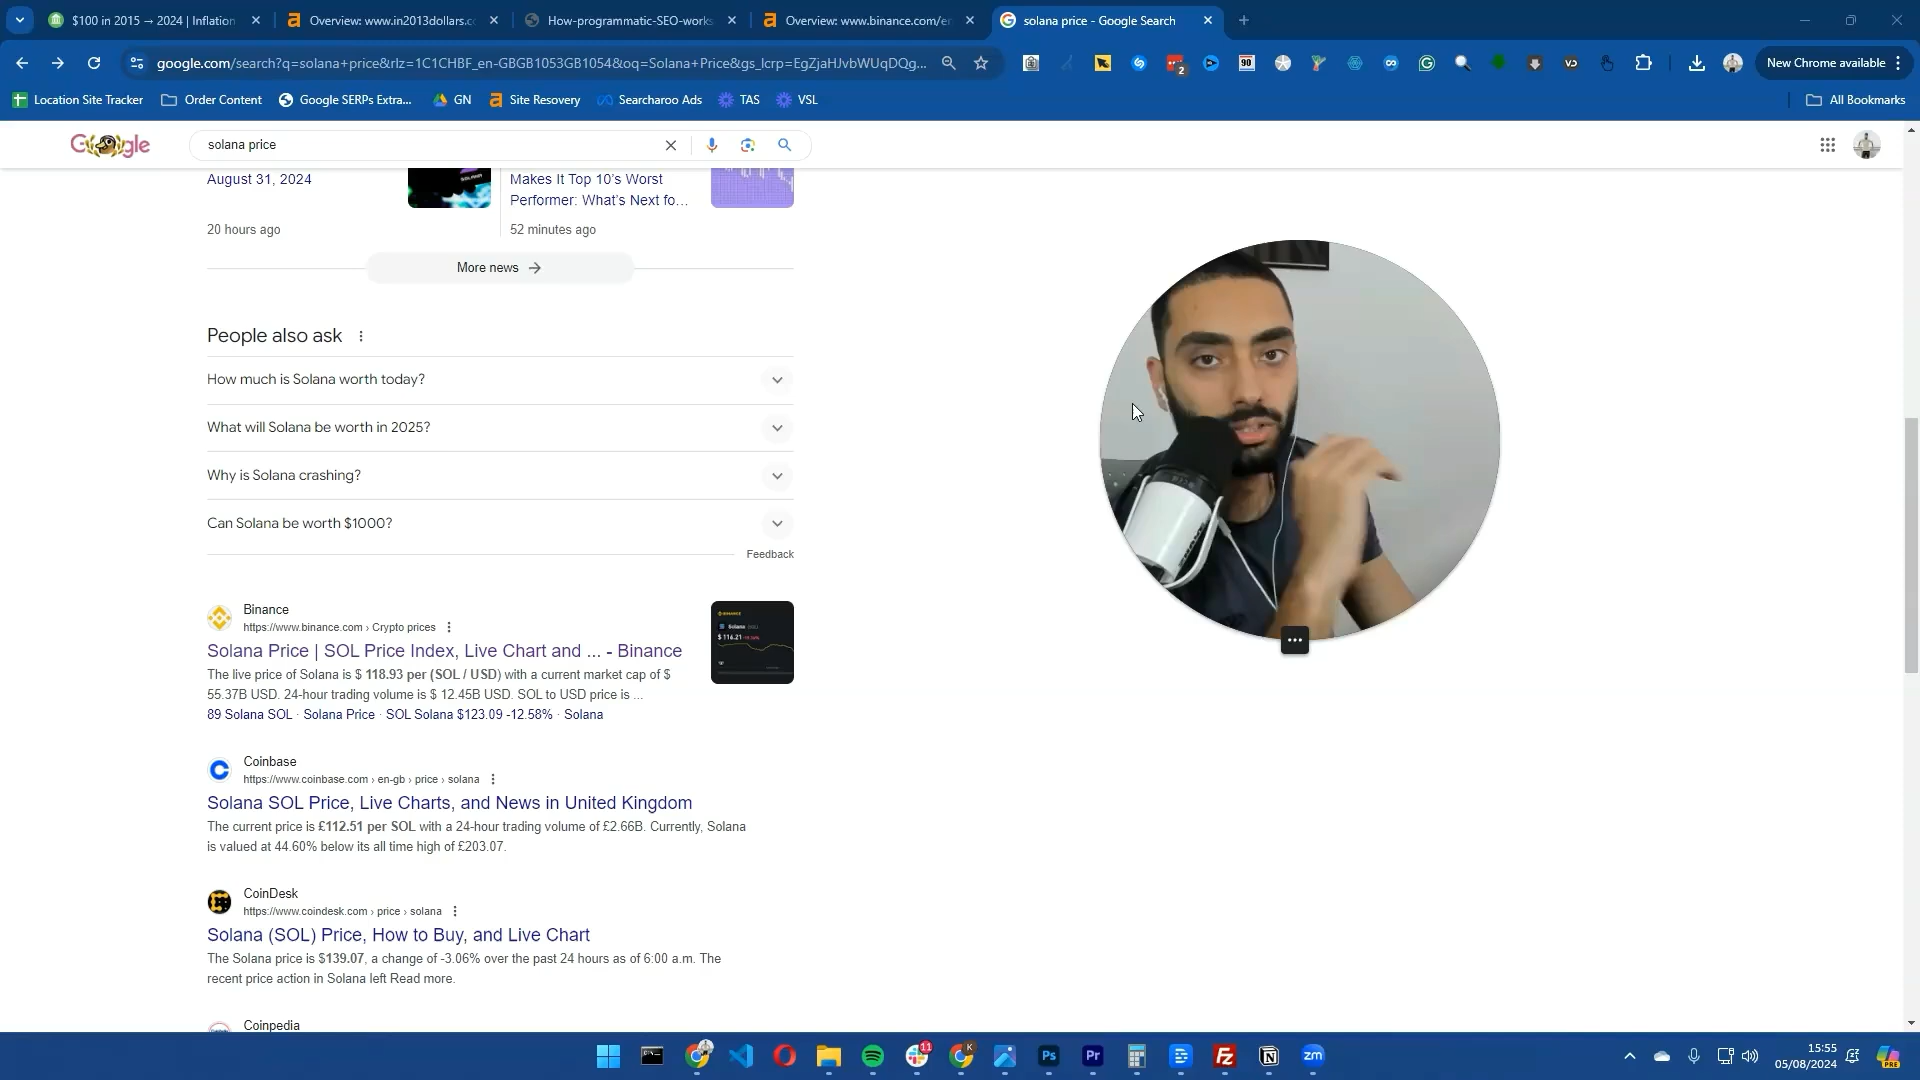 $100 in 2015 → 2024 | Inflation
Overview: www.in2013dollars.c
How-programmatic-SEO-works
Overview: www.binance.com/en
solana price - Google Search
google.com/search?q=solana+price&rlz=1C1CHBF_en-GBGB1053GB1054&oq=Solana+Price&gs_lcrp=EgZjaHJvbWUqDQg...
2
90
New Chrome available
Location Site Tracker
Order Content
Google SERPs Extra...
GN
Site Recovery
Searcharoo Ads
TAS
VSL
All Bookmarks
Google
solana price
August 31, 2024
Makes It Top 10's Worst
Performer: What's Next fo...
20 hours ago
52 minutes ago
More news
People also ask
How much is Solana worth today?
What will Solana be worth in 2025?
Why is Solana crashing?
Can Solana be worth $1000?
Feedback
Binance
https://www.binance.com › Crypto prices
Solana Price | SOL Price Index, Live Chart and ... - Binance
The live price of Solana is $ 118.93 per (SOL / USD) with a current market cap of $
55.37B USD. 24-hour trading volume is $ 12.45B USD. SOL to USD price is ...
89 Solana SOL · Solana Price · SOL Solana $123.09 -12.58% · Solana
Coinbase
https://www.coinbase.com › en-gb › price › solana
Solana SOL Price, Live Charts, and News in United Kingdom
The current price is £112.51 per SOL with a 24-hour trading volume of £2.66B. Currently, Solana
is valued at 44.60% below its all time high of £203.07.
CoinDesk
https://www.coindesk.com › price › solana
Solana (SOL) Price, How to Buy, and Live Chart
The Solana price is $139.07, a change of -3.06% over the past 24 hours as of 6:00 a.m. The
recent price action in Solana left Read more.
Coinpedia
11
Ps
Pr
zm
15:55
05/08/2024
PRE